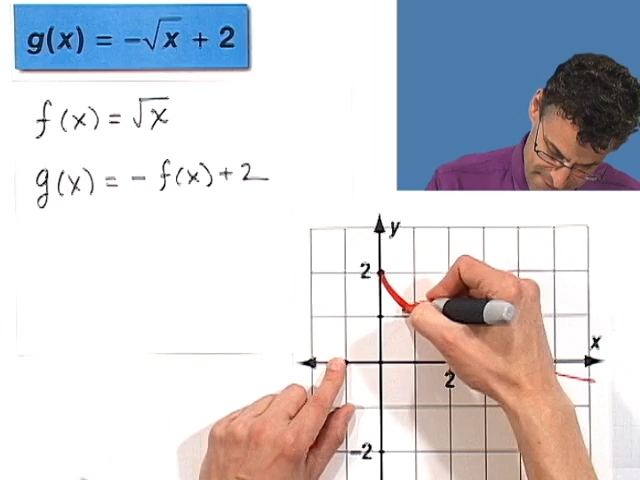 g(x) = -√x + 2
f(x) = √x
g(x) = - f(x) + 2
y
2
x
2
-2